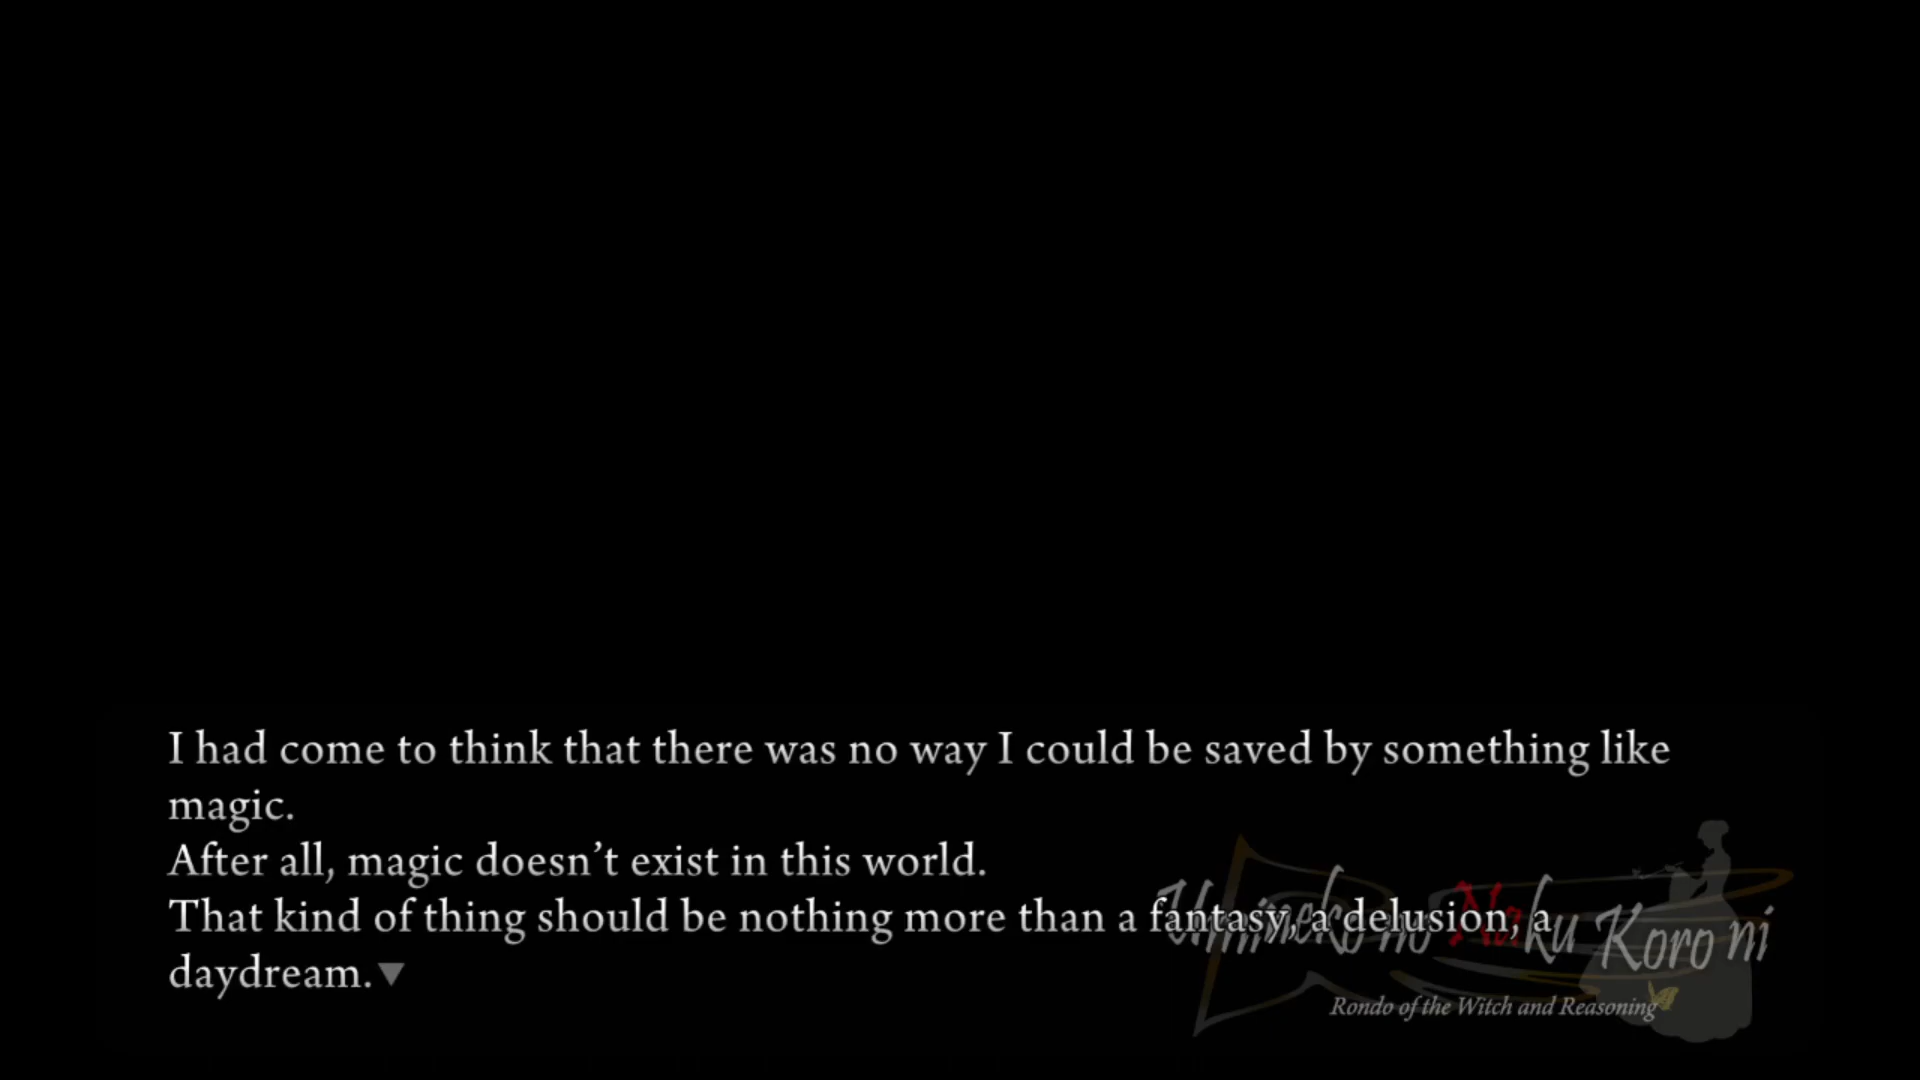 I had come to think that there was no way I could be saved by something like
magic.
After all, magic doesn’t exist in this world.
That kind of thing should be nothing more than a fantasy, a delusion, a
daydream.
Umineko no Naku Koro ni
Rondo of the Witch and Reasoning